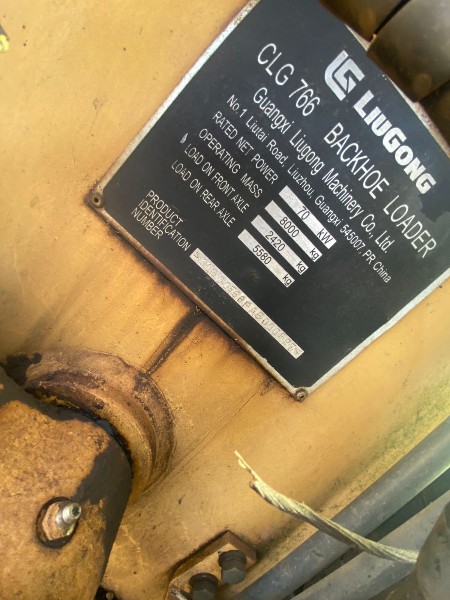 LIUGONG
CLG 766 BACKHOE LOADER
Guangxi Liugong Machinery Co., Ltd.
No.1 Liutai Road, Liuzhou, Guangxi 545007, PR China
RATED NET POWER 70 kW
OPERATING MASS 8000 kg
LOAD ON FRONT AXLE 2420 kg
LOAD ON REAR AXLE 5580 kg
PRODUCT
IDENTIFICATION
NUMBER